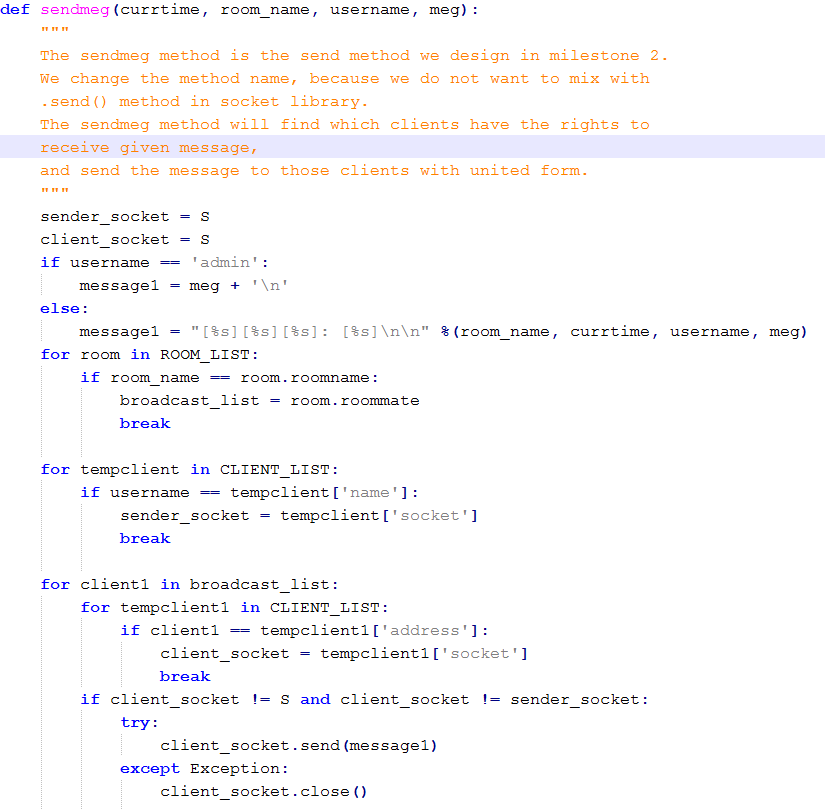 def sendmeg(currtime, room_name, username, meg):
    """
    The sendmeg method is the send method we design in milestone 2.
    We change the method name, because we do not want to mix with
    .send() method in socket library.
    The sendmeg method will find which clients have the rights to
    receive given message,
    and send the message to those clients with united form.
    """
    sender_socket = S
    client_socket = S
    if username == 'admin':
        message1 = meg + '\n'
    else:
        message1 = "[%s][%s][%s]: [%s]\n\n" %(room_name, currtime, username, meg)
    for room in ROOM_LIST:
        if room_name == room.roomname:
            broadcast_list = room.roommate
            break

    for tempclient in CLIENT_LIST:
        if username == tempclient['name']:
            sender_socket = tempclient['socket']
            break

    for client1 in broadcast_list:
        for tempclient1 in CLIENT_LIST:
            if client1 == tempclient1['address']:
                client_socket = tempclient1['socket']
                break
        if client_socket != S and client_socket != sender_socket:
            try:
                client_socket.send(message1)
            except Exception:
                client_socket.close()